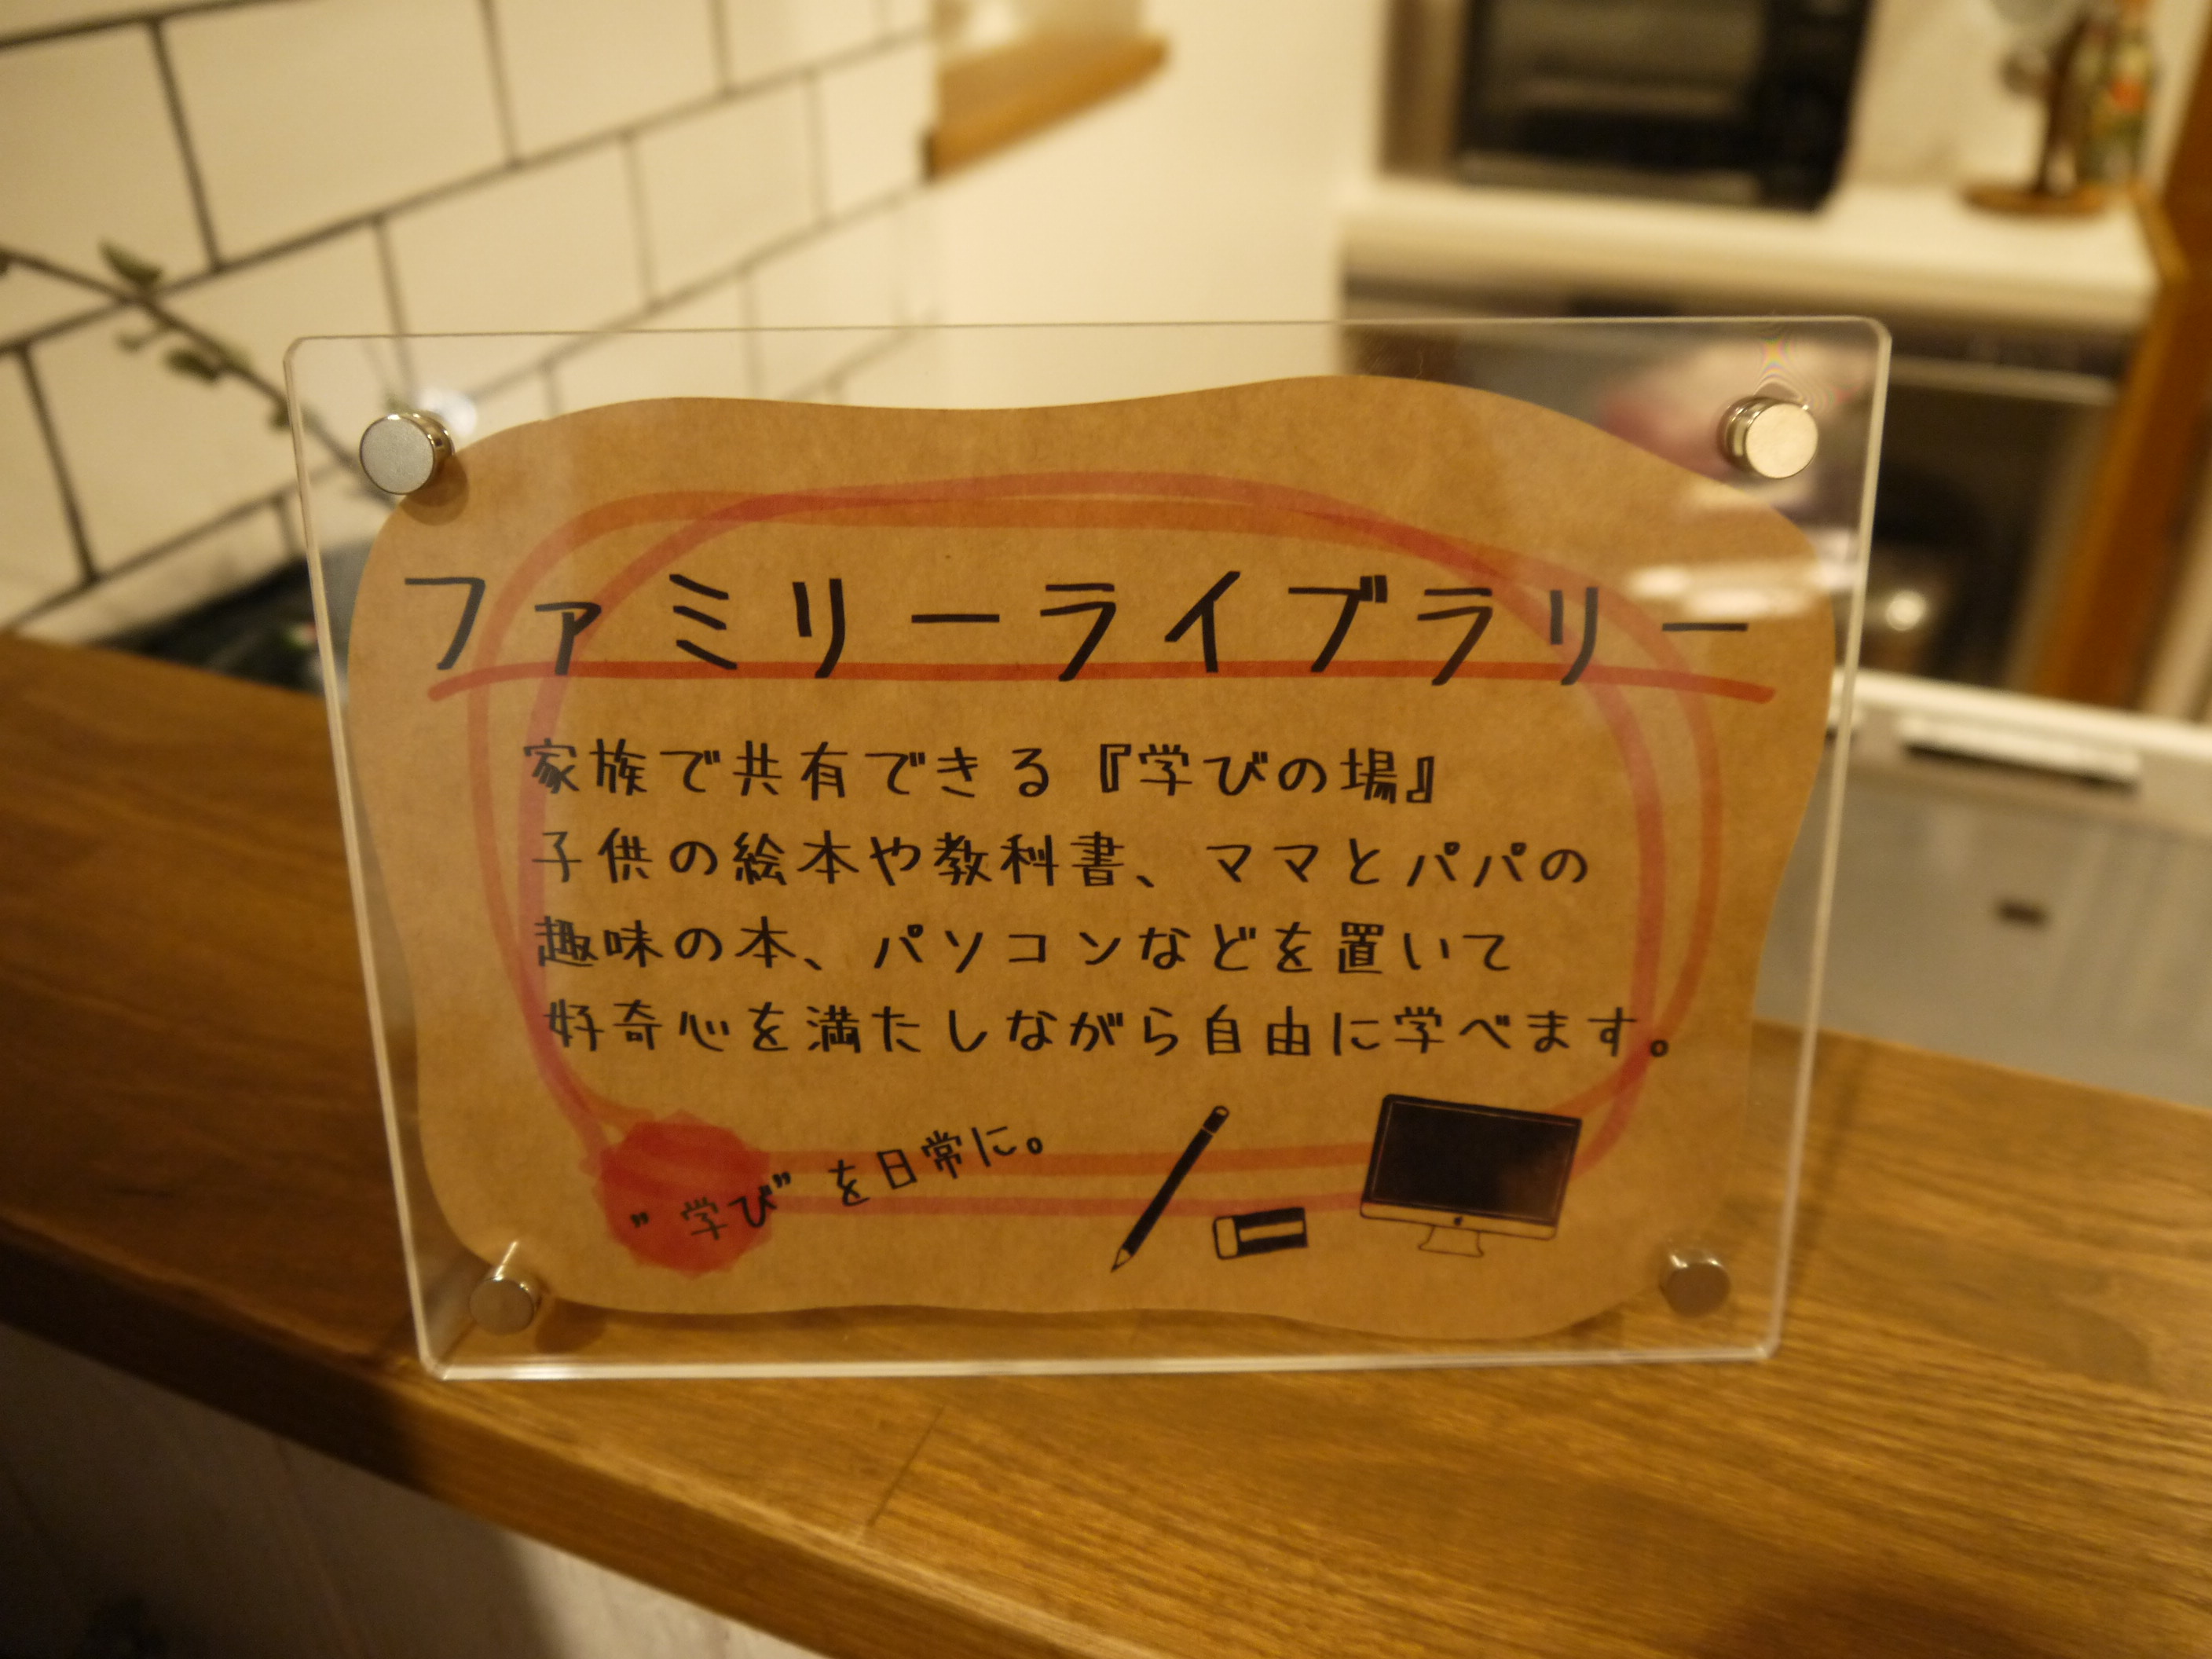 ファミリーライブラリー
家族で共有できる『学びの場』
子供の絵本や教科書、ママとパパの
趣味の本、パソコンなどを置いて
好奇心を満たしながら自由に学べます。
”学び”を日常に。